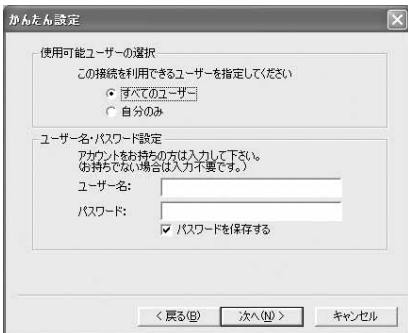 かんたん設定
使用可能ユーザーの選択
この接続を利用できるユーザーを指定してください
すべてのユーザー
自分のみ
ユーザー名・パスワード設定
アカウントをお持ちの方は入力して下さい。
(お持ちでない場合は入力不要です。)
ユーザー名:
パスワード:
パスワードを保存する
< 戻る(B)
次へ(N) >
キャンセル